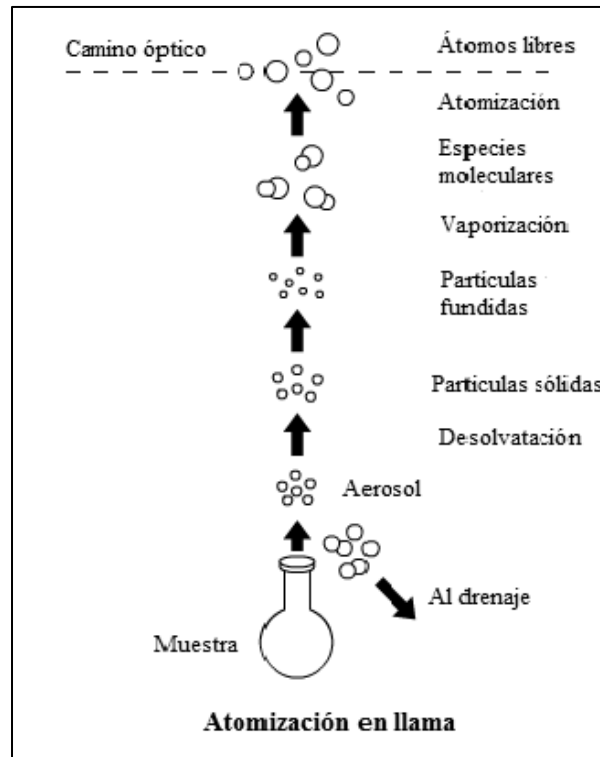 Camino óptico
Átomos libres
Atomización
Especies
moleculares
Vaporización
Partículas
fundidas
Partículas sólidas
Desolvatación
Aerosol
Al drenaje
Muestra
Atomización en llama